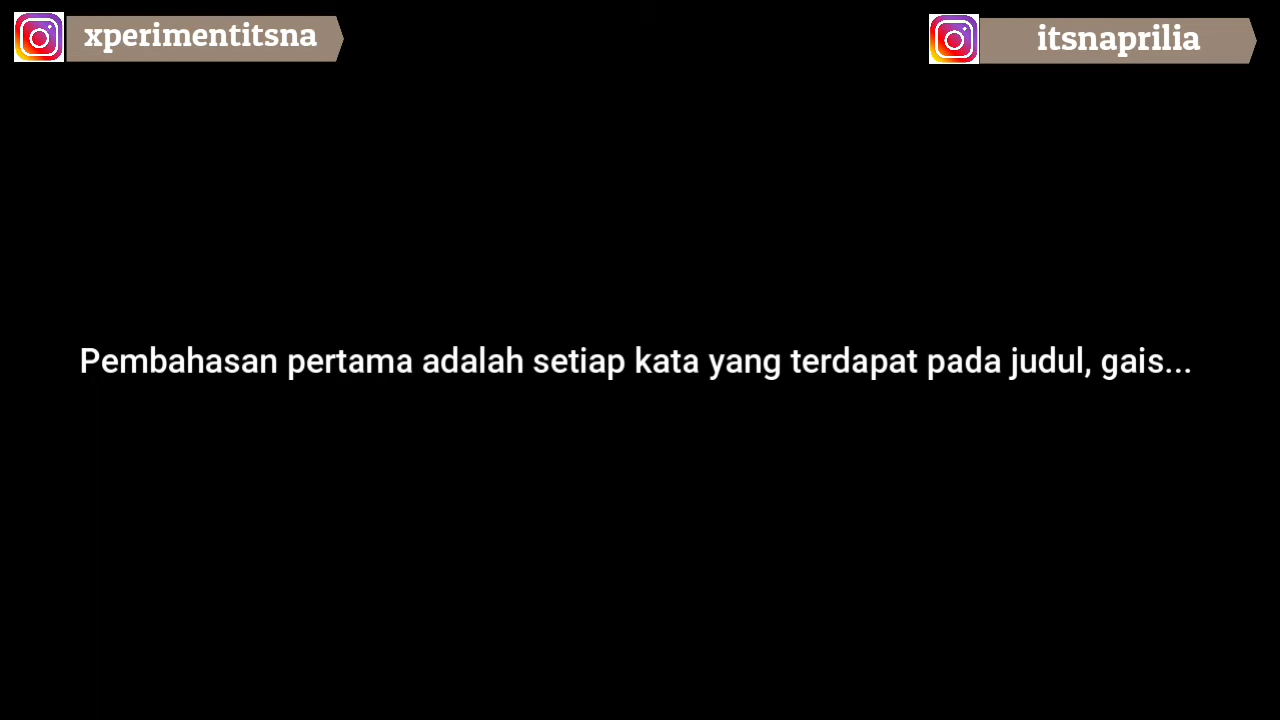 xperimentitsna
itsnaprilia
Pembahasan pertama adalah setiap kata yang terdapat pada judul, gais...